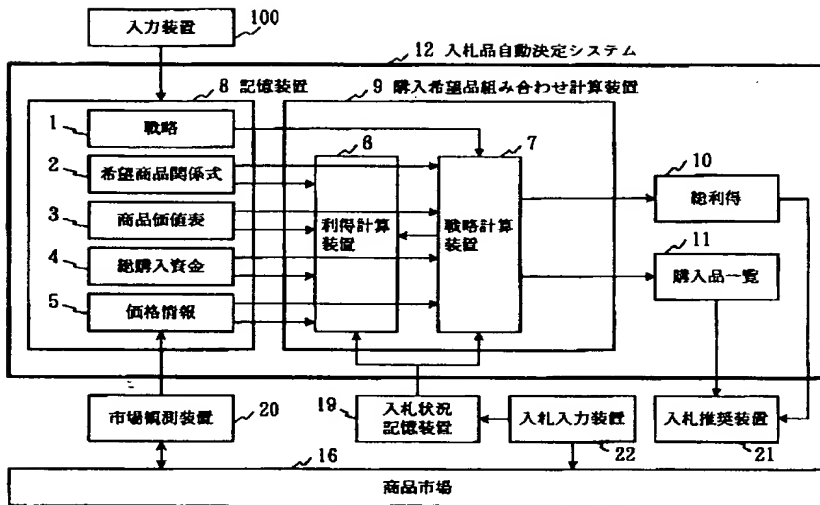 入力装置 100
12 入札品自動決定システム
8 記憶装置
9 購入希望品組み合わせ計算装置
1 戦略
2 希望商品関係式
3 商品価値表
4 総購入資金
5 価格情報
6
利得計算
装置
7
戦略計算
装置
10
総利得
11
購入品一覧
市場観測装置 20
19 入札状況
記憶装置
入札入力装置
22
入札推奨装置
21
16
商品市場